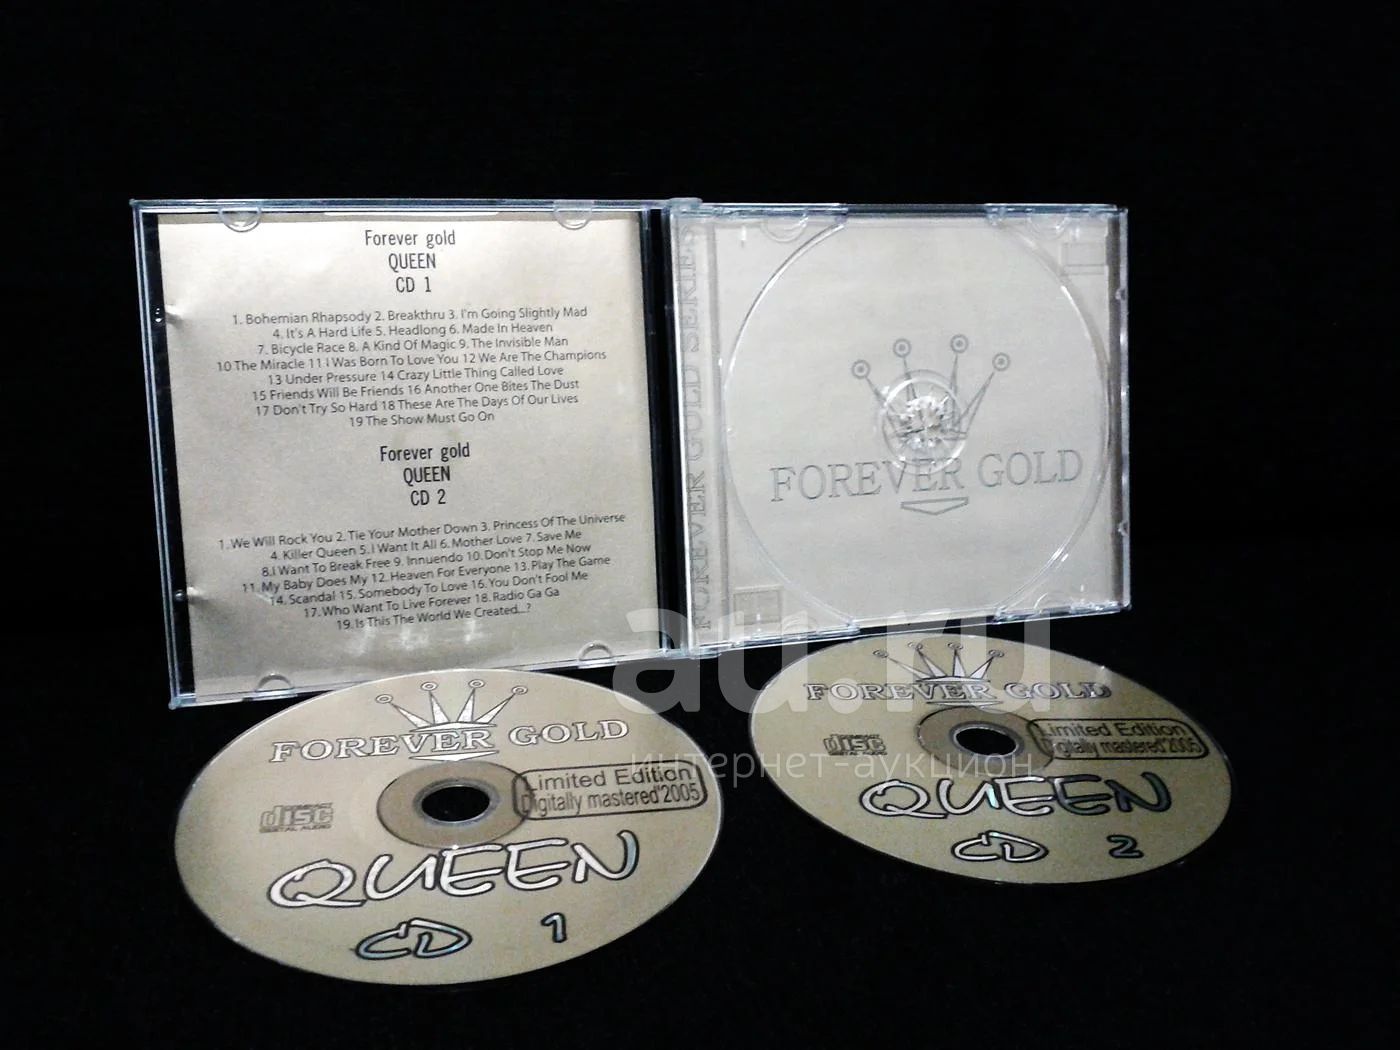 Forever gold
QUEEN
CD 1
1. Bohemian Rhapsody 2. Breakthru 3. I'm Going Slightly Mad
4. It's A Hard Life 5. Headlong 6. Made In Heaven
7. Bicycle Race 8. A Kind Of Magic 9. The Invisible Man
10 The Miracle 11 I Was Born To Love You 12 We Are The Champions
13 Under Pressure 14 Crazy Little Thing Called Love
15 Friends Will Be Friends 16 Another One Bites The Dust
17 Don't Try So Hard 18 These Are The Days Of Our Lives
19 The Show Must Go On
Forever gold
QUEEN
CD 2
1. We Will Rock You 2. Tie Your Mother Down 3. Princess Of The Universe
4. Killer Queen 5. I Want It All 6. Mother Love 7. Save Me
8.I Want To Break Free 9. Innuendo 10. Don't Stop Me Now
11. My Baby Does My 12. Heaven For Everyone 13. Play The Game
14. Scandal 15. Somebody To Love 16. You Don't Fool Me
17. Who Want To Live Forever 18. Radio Ga Ga
19. Is This The World We Created...?
FOREVER GOLD SERIES
FOREVER GOLD
au.ru
интернет-аукцион
FOREVER GOLD
Limited Edition
Digitally mastered'2005
COMPACT
disc
DIGITAL AUDIO
QUEEN
CD 1
FOREVER GOLD
Limited Edition
Digitally mastered'2005
COMPACT
disc
DIGITAL AUDIO
QUEEN
CD 2